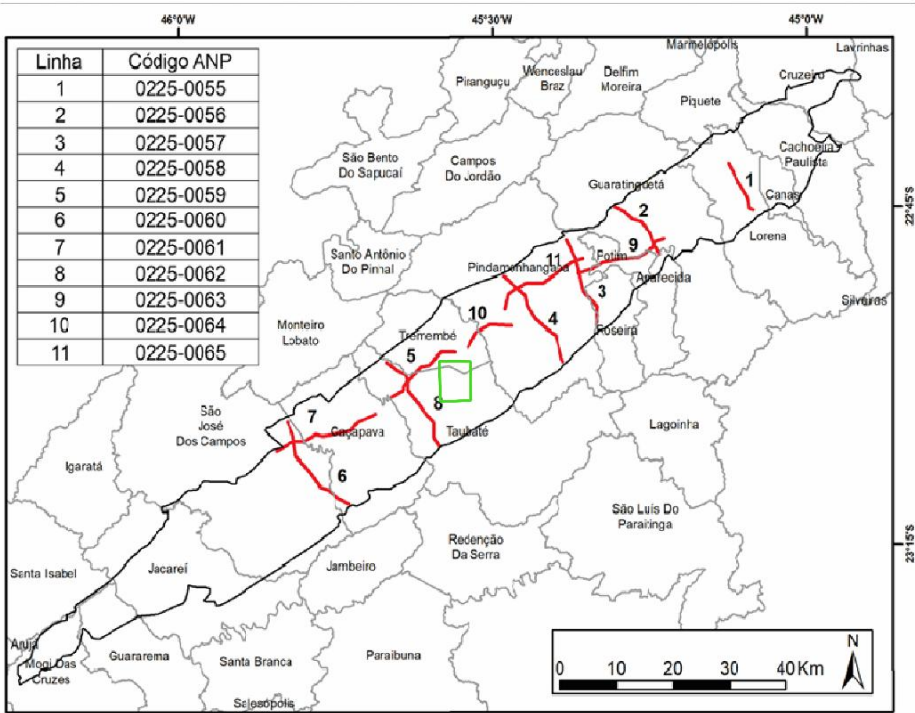 46°0'W 45°30'W 45°0'W
Linha Código ANP
1 0225-0055
2 0225-0056
3 0225-0057
4 0225-0058
5 0225-0059
6 0225-0060
7 0225-0061
8 0225-0062
9 0225-0063
10 0225-0064
11 0225-0065
Marmelópolis
Lavrinhas
Wenceslau
Braz
Delfim
Moreira
Cruzeiro
Piranguçu
Piquete
Cachoeira
Paulista
São Bento
Do Sapucaí
Campos
Do Jordão
Guaratinguetá
1
Canas
22°45'S
2
Lorena
Santo Antônio
Do Pinhal
9
11
Potim
Pindamonhangaba
Aparecida
3
Silveiras
10
4
Roseira
Monteiro
Lobato
Tremembé
5
8
São
José
Dos Campos
7
Caçapava
Taubaté
Lagoinha
Igaratá
6
São Luís Do
Paraitinga
Redenção
Da Serra
23°15'S
Santa Isabel
Jacareí
Jambeiro
Arujá
Mogi Das
Cruzes
Guararema
Santa Branca
Paraibuna
Salesópolis
N
0 10 20 30 40 Km